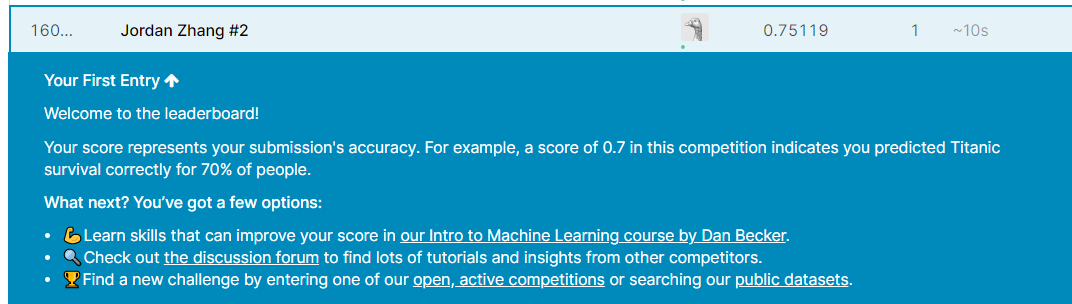 160... Jordan Zhang #2 0.75119 1 ~10s
Your First Entry
Welcome to the leaderboard!
Your score represents your submission's accuracy. For example, a score of 0.7 in this competition indicates you predicted Titanic
survival correctly for 70% of people.
What next? You've got a few options:
• Learn skills that can improve your score in our Intro to Machine Learning course by Dan Becker.
• Check out the discussion forum to find lots of tutorials and insights from other competitors.
• Find a new challenge by entering one of our open, active competitions or searching our public datasets.